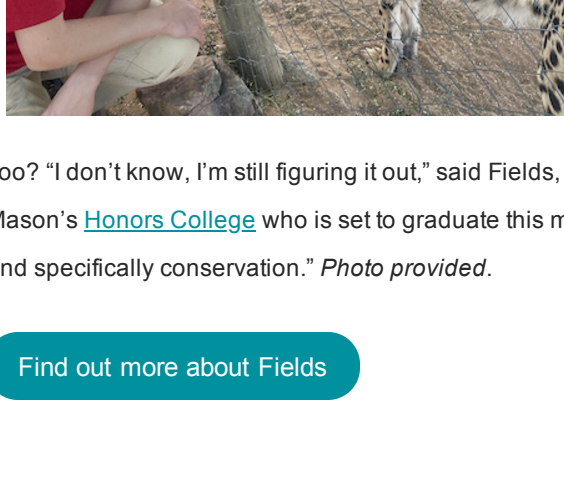 oo? “I don’t know, I’m still figuring it out,” said Fields,
Mason’s Honors College who is set to graduate this m
nd specifically conservation.” Photo provided.
Find out more about Fields